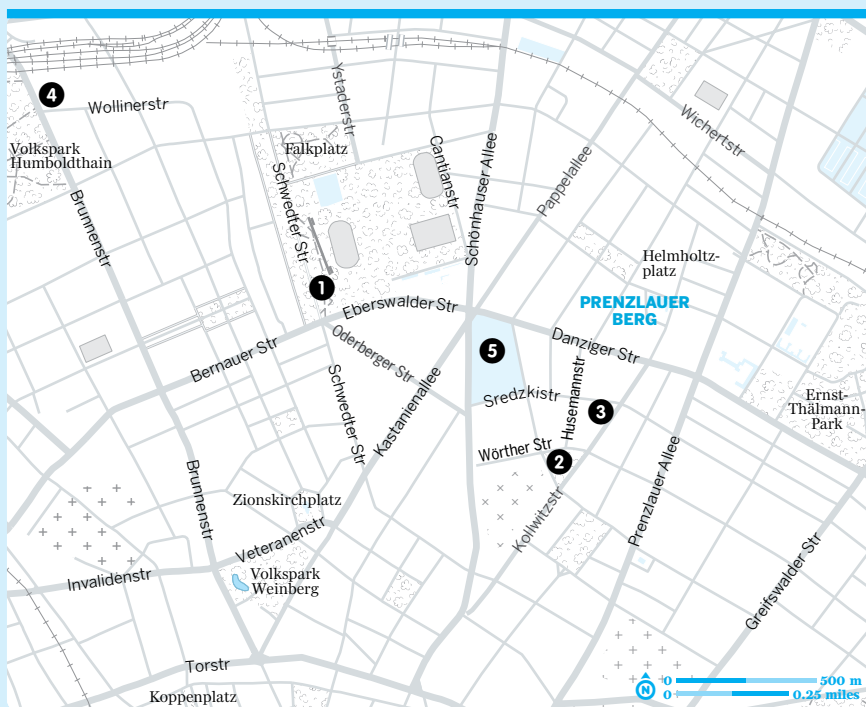 4
Wollinerstr
Volkspark
Humboldthain
Ystaderstr
Falkplatz
Cantianstr
Schönhauser Allee
Pappelallee
Wichertstr
Brunnenstr
Schwedter Str
1
Eberswalder Str
Helmholtz-
platz
PRENZLAUER
BERG
Bernauer Str
Oderberger Str
5
Danziger Str
Schwedter Str
Kastanienallee
Sredzkistr
Husemannstr
3
Ernst-
Thälmann-
Park
Wörther Str
2
Brunnenstr
Zionskirchplatz
Kollwitzstr
Prenzlauer Allee
Veteranenstr
Invalidenstr
Volkspark
Weinberg
Greifswalder Str
Torstr
Koppenplatz
N
0 500 m
0 0.25 miles